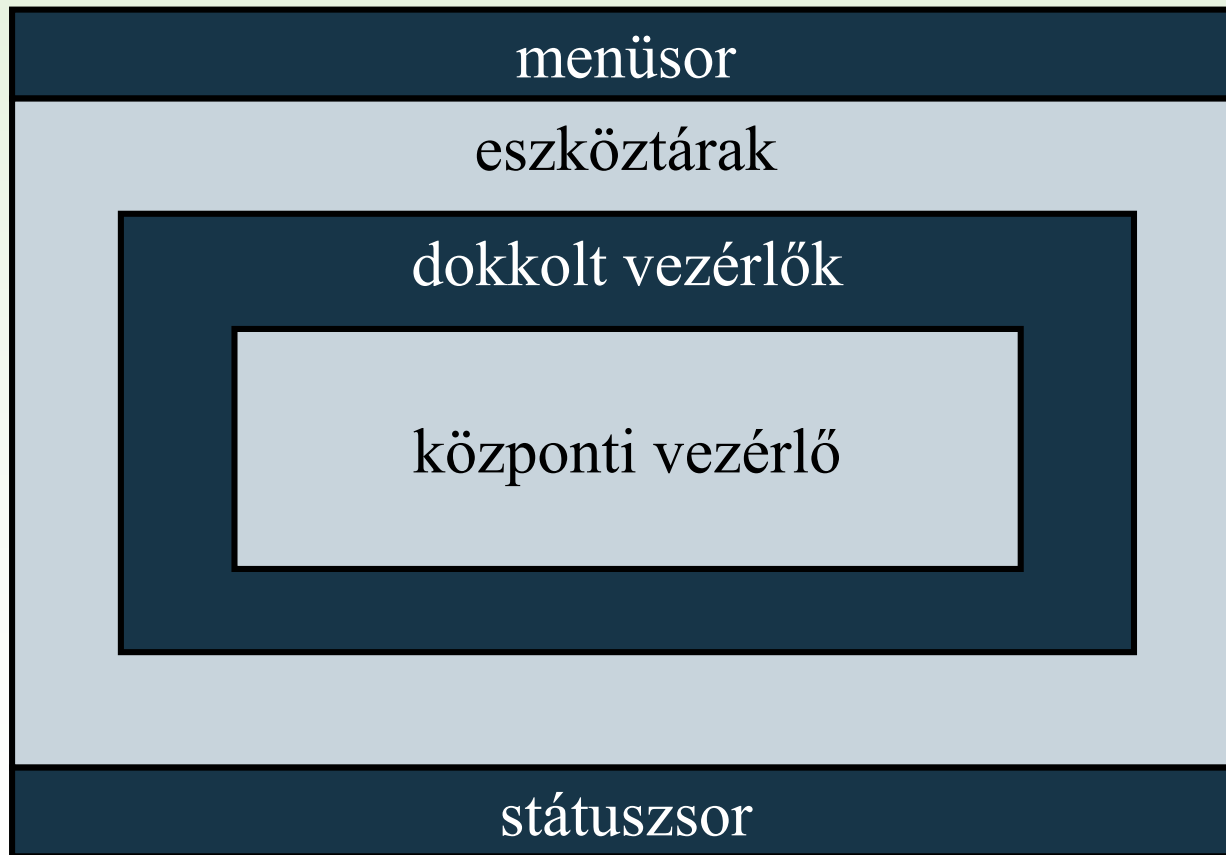 menüsor
eszköztárak
dokkolt vezérlők
központi vezérlő
státuszsor